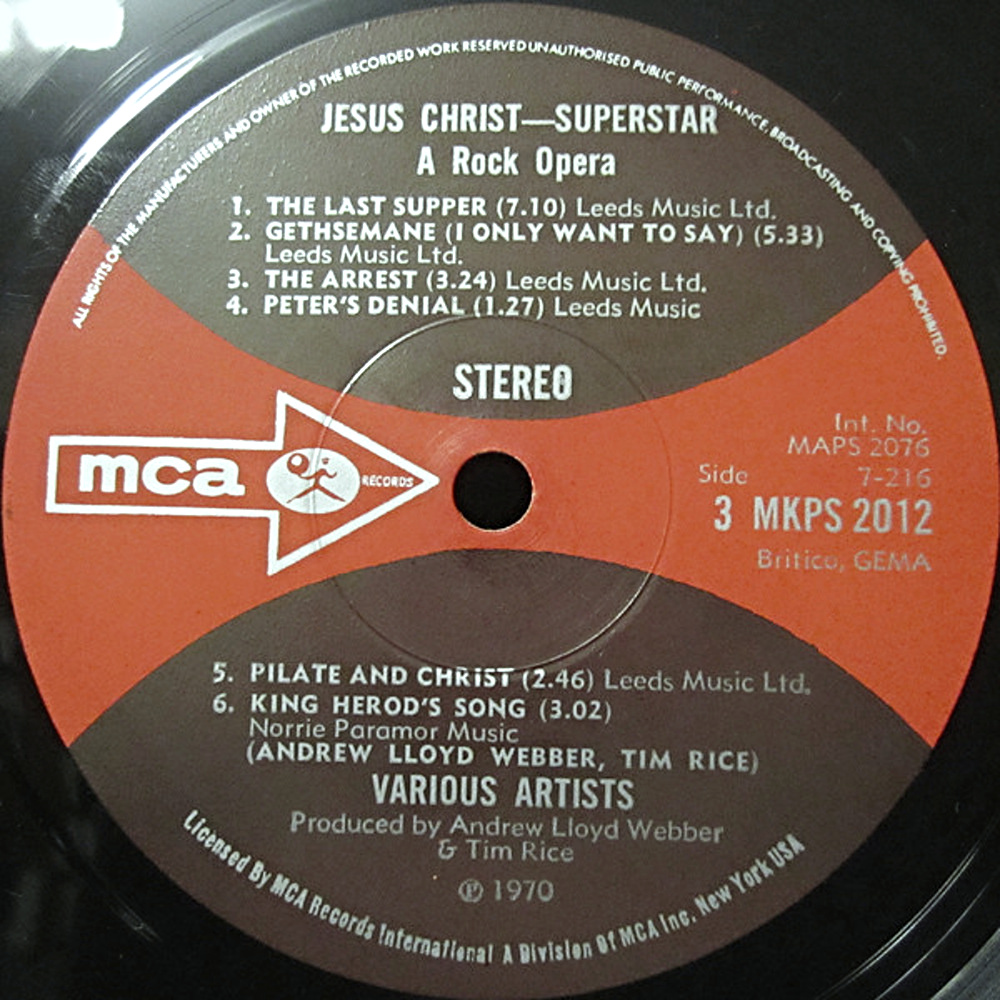 ALL RIGHTS OF THE MANUFACTURERS AND OWNER OF THE RECORDED WORK RESERVED UNAUTHORISED PUBLIC PERFORMANCE, BROADCASTING AND COPYING PROHIBITED.
JESUS CHRIST—SUPERSTAR
A Rock Opera
1. THE LAST SUPPER (7.10) Leeds Music Ltd.
2. GETHSEMANE (I ONLY WANT TO SAY) (5.33)
Leeds Music Ltd.
3. THE ARREST (3.24) Leeds Music Ltd.
4. PETER'S DENIAL (1.27) Leeds Music
STEREO
mca RECORDS
Int. No.
MAPS 2076
Side 7-216
3 MKPS 2012
Britico, GEMA
5. PILATE AND CHRIST (2.46) Leeds Music Ltd.
6. KING HEROD'S SONG (3.02)
Norrie Paramor Music
(ANDREW LLOYD WEBBER, TIM RICE)
VARIOUS ARTISTS
Produced by Andrew Lloyd Webber
& Tim Rice
℗ 1970
Licensed By MCA Records International A Division Of MCA Inc. New York USA